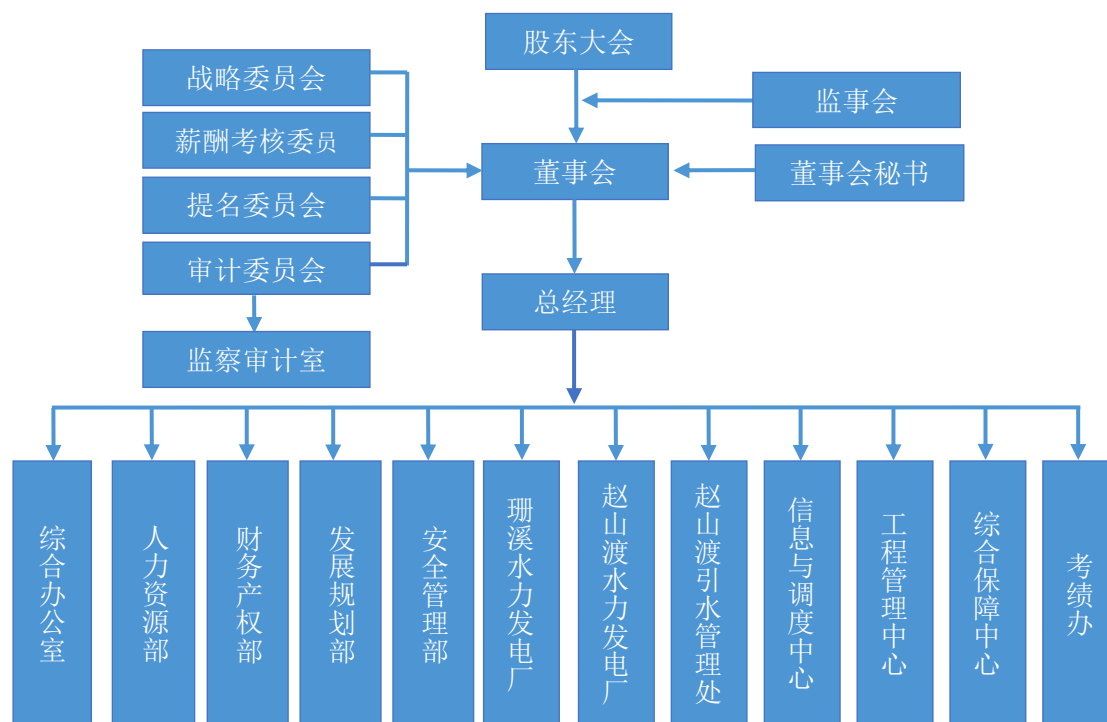 股东大会
战略委员会
监事会
薪酬考核委员
董事会
董事会秘书
提名委员会
审计委员会
总经理
监察审计室
综合办公室
人力资源部
财务产权部
发展规划部
安全管理部
珊溪水力发电厂
赵山渡水力发电厂
赵山渡引水管理处
信息与调度中心
工程管理中心
综合保障中心
考绩办